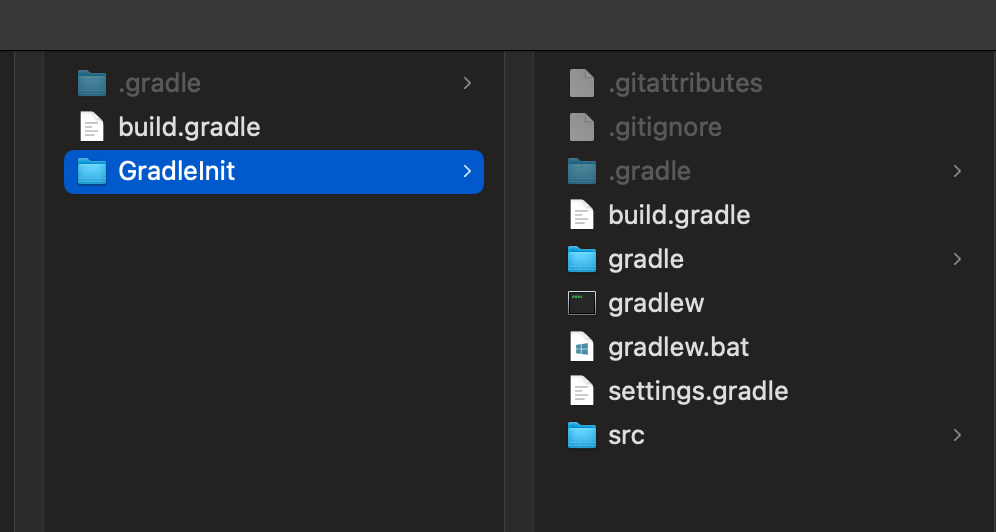 .gradle
build.gradle
GradleInit
.gitattributes
.gitignore
.gradle
build.gradle
gradle
gradlew
gradlew.bat
settings.gradle
src